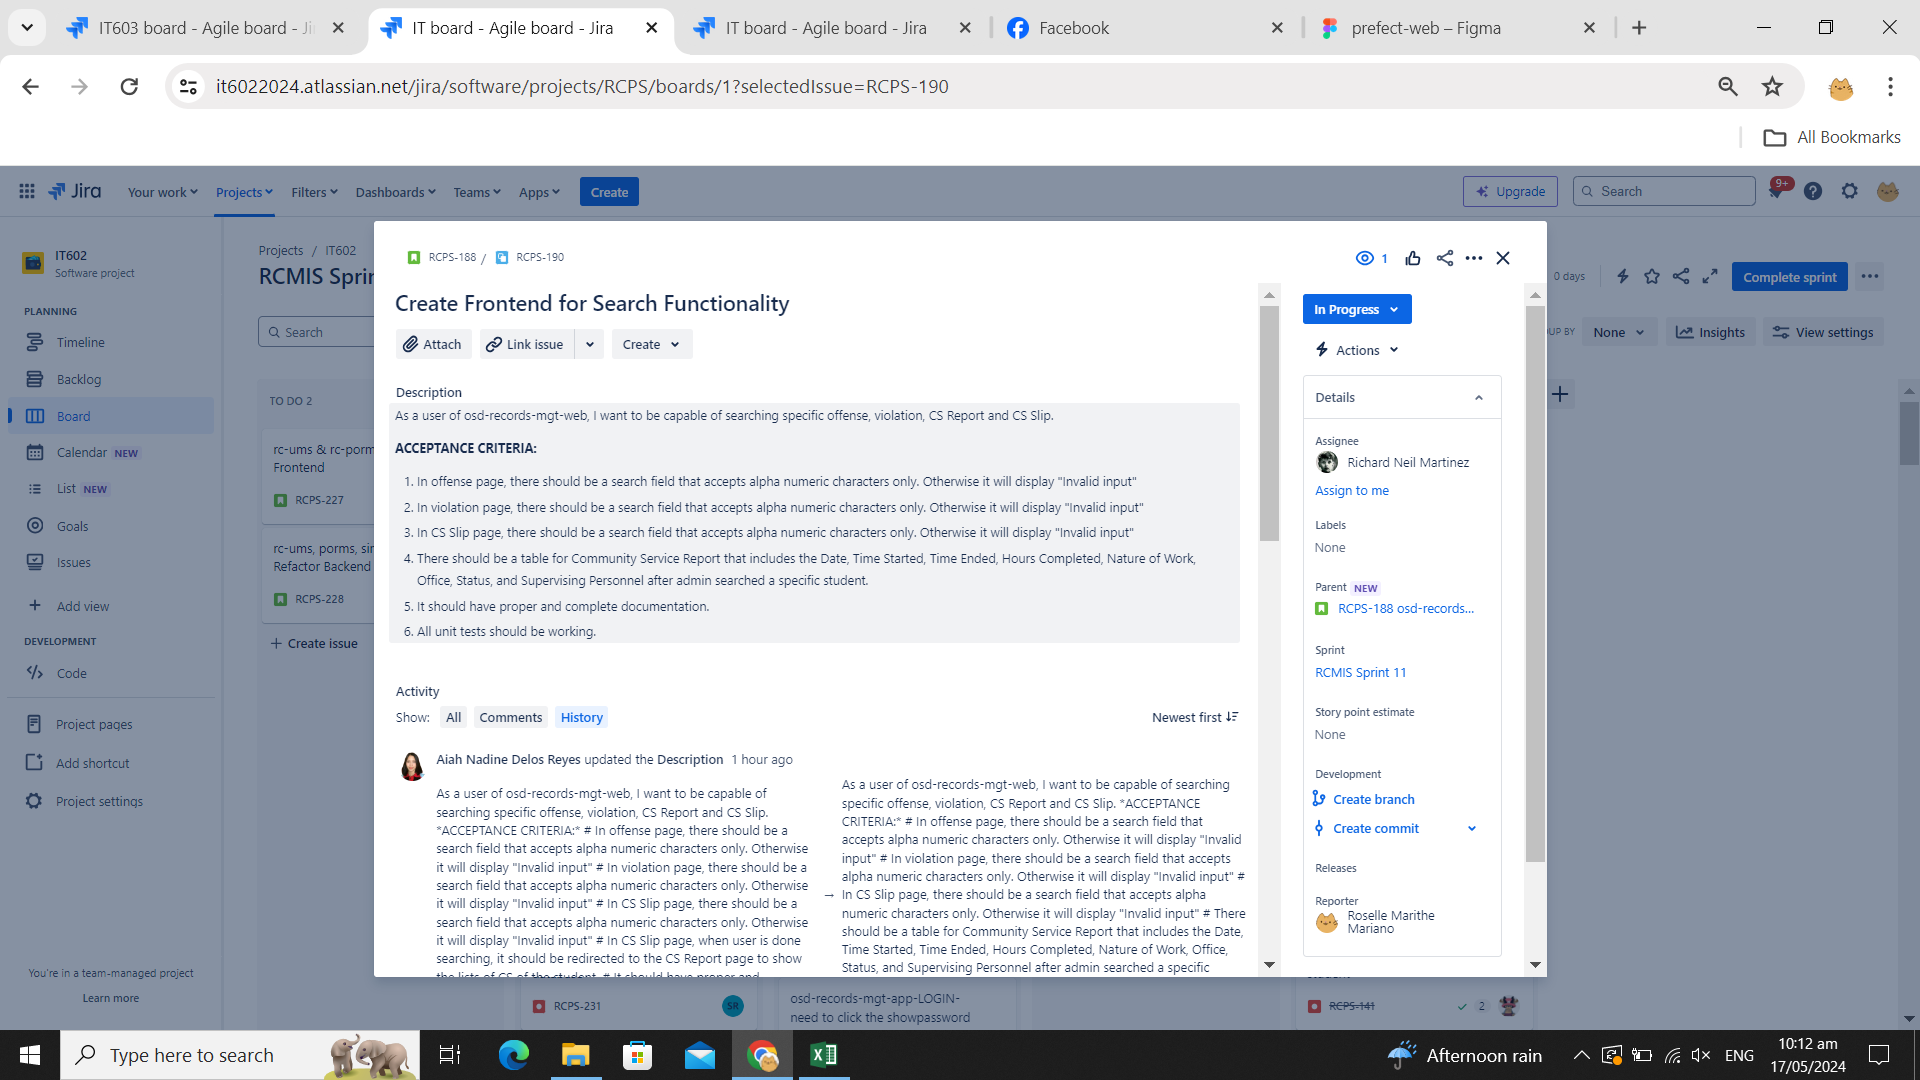 IT603 board - Agile board - Ji
IT board - Agile board - Jira
IT board - Agile board - Jira
Facebook
prefect-web – Figma
it6022024.atlassian.net/jira/software/projects/RCPS/boards/1?selectedIssue=RCPS-190
All Bookmarks
Jira
Your work
Projects
Filters
Dashboards
Teams
Apps
Create
Upgrade
Search
9+
IT602
Software project
PLANNING
Timeline
Backlog
Board
Calendar NEW
List NEW
Goals
Issues
Add view
DEVELOPMENT
Code
Project pages
Add shortcut
Project settings
You're in a team-managed project
Learn more
Projects / IT602
RCMIS Sprin
0 days
Complete sprint
Search
UP BY
None
Insights
View settings
TO DO 2
rc-ums & rc-porm
Frontend
RCPS-227
rc-ums, porms, sim
Refactor Backend
RCPS-228
Create issue
RCPS-188 / RCPS-190
1
Create Frontend for Search Functionality
Attach
Link issue
Create
Description
As a user of osd-records-mgt-web, I want to be capable of searching specific offense, violation, CS Report and CS Slip.
ACCEPTANCE CRITERIA:
1. In offense page, there should be a search field that accepts alpha numeric characters only. Otherwise it will display "Invalid input"
2. In violation page, there should be a search field that accepts alpha numeric characters only. Otherwise it will display "Invalid input"
3. In CS Slip page, there should be a search field that accepts alpha numeric characters only. Otherwise it will display "Invalid input"
4. There should be a table for Community Service Report that includes the Date, Time Started, Time Ended, Hours Completed, Nature of Work,
Office, Status, and Supervising Personnel after admin searched a specific student.
5. It should have proper and complete documentation.
6. All unit tests should be working.
Activity
Show:
All
Comments
History
Newest first
Aiah Nadine Delos Reyes updated the Description 1 hour ago
As a user of osd-records-mgt-web, I want to be capable of
searching specific offense, violation, CS Report and CS Slip.
*ACCEPTANCE CRITERIA:* # In offense page, there should be a
search field that accepts alpha numeric characters only. Otherwise
it will display "Invalid input" # In violation page, there should be a
search field that accepts alpha numeric characters only. Otherwise
it will display "Invalid input" # In CS Slip page, there should be a
search field that accepts alpha numeric characters only. Otherwise
it will display "Invalid input" # In CS Slip page, when user is done
searching, it should be redirected to the CS Report page to show
the lists of CS of the student. # It should have proper and
→
As a user of osd-records-mgt-web, I want to be capable of searching
specific offense, violation, CS Report and CS Slip. *ACCEPTANCE
CRITERIA:* # In offense page, there should be a search field that
accepts alpha numeric characters only. Otherwise it will display "Invalid
input" # In violation page, there should be a search field that accepts
alpha numeric characters only. Otherwise it will display "Invalid input" #
In CS Slip page, there should be a search field that accepts alpha
numeric characters only. Otherwise it will display "Invalid input" # There
should be a table for Community Service Report that includes the Date,
Time Started, Time Ended, Hours Completed, Nature of Work, Office,
Status, and Supervising Personnel after admin searched a specific
In Progress
Actions
Details
Assignee
Richard Neil Martinez
Assign to me
Labels
None
Parent NEW
RCPS-188 osd-records...
Sprint
RCMIS Sprint 11
Story point estimate
None
Development
Create branch
Create commit
Releases
Reporter
Roselle Marithe
Mariano
RCPS-231
SR
osd-records-mgt-app-LOGIN-
need to click the showpassword
RCPS-141
2
Type here to search
Afternoon rain
ENG
10:12 am
17/05/2024